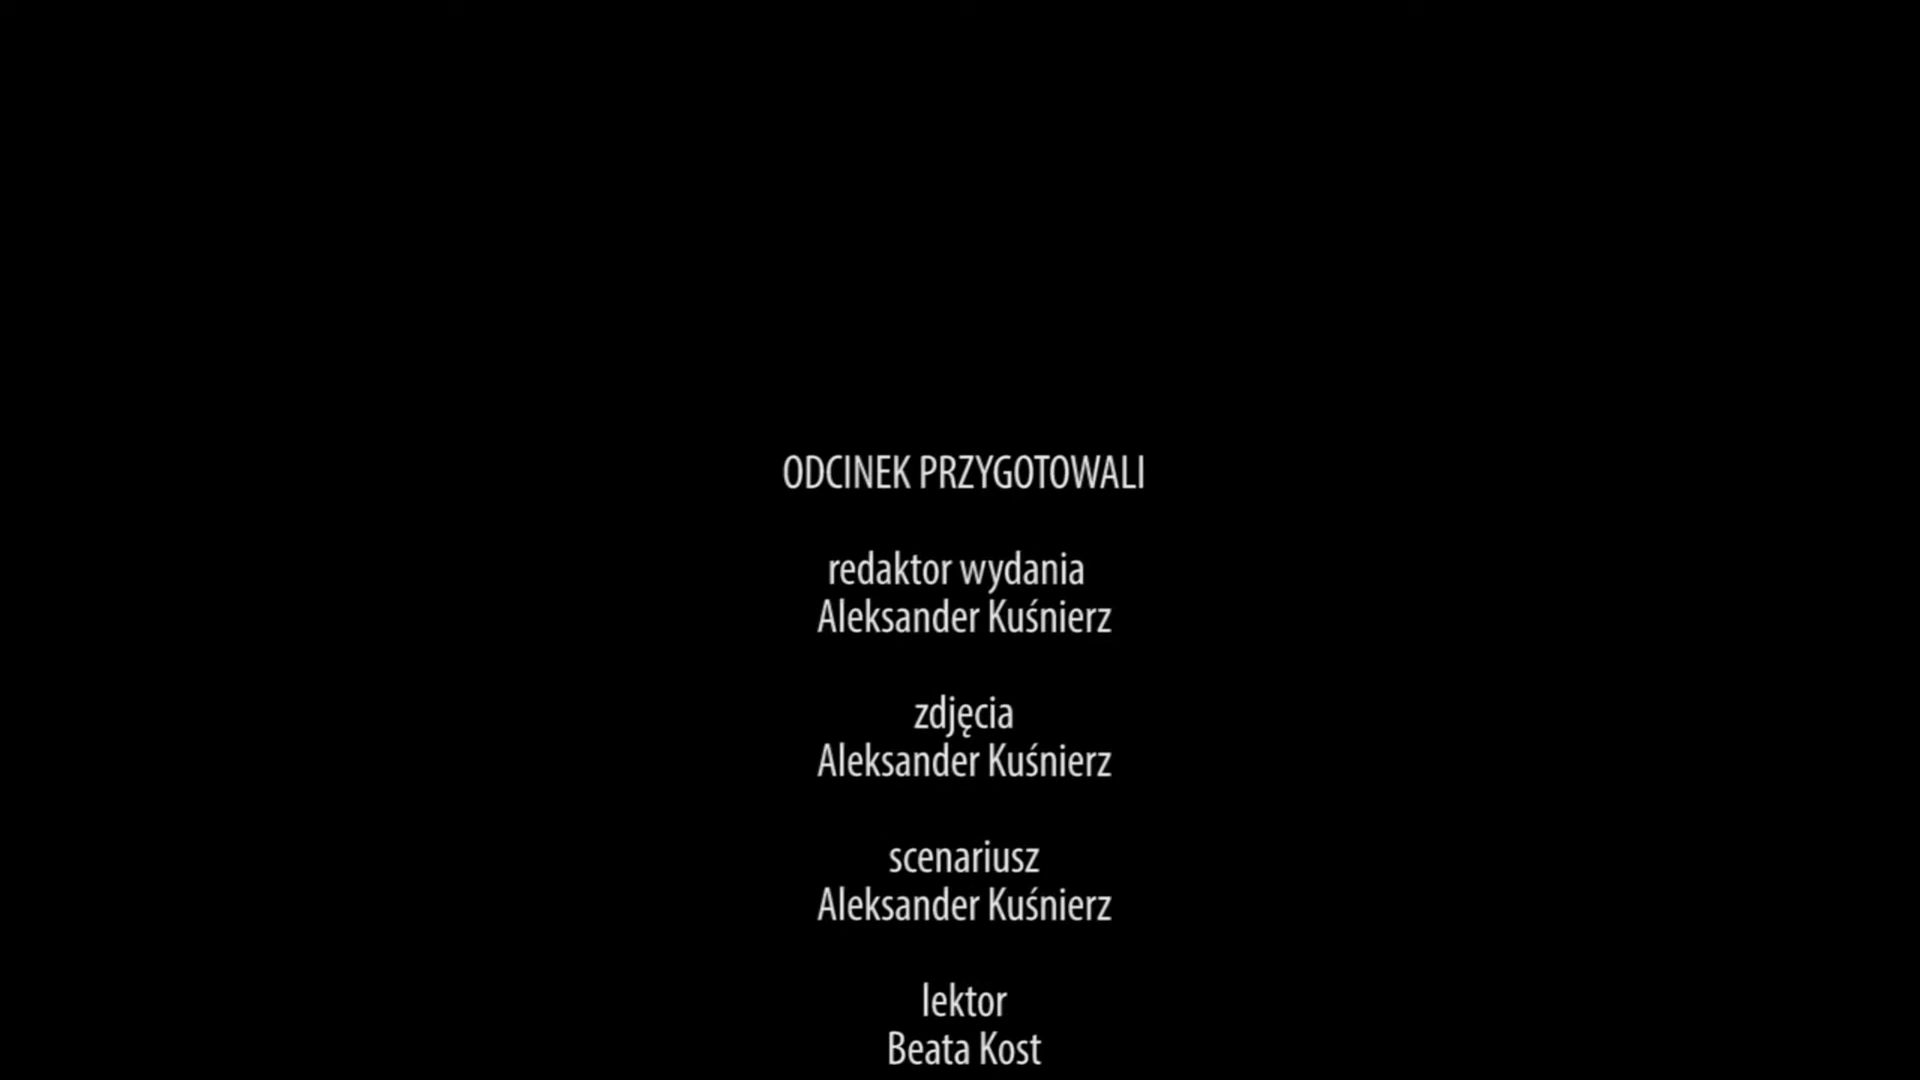 ODCINEK PRZYGOTOWALI
redaktor wydania
Aleksander Kuśnierz
zdjęcia
Aleksander Kuśnierz
scenariusz
Aleksander Kuśnierz
lektor
Beata Kost